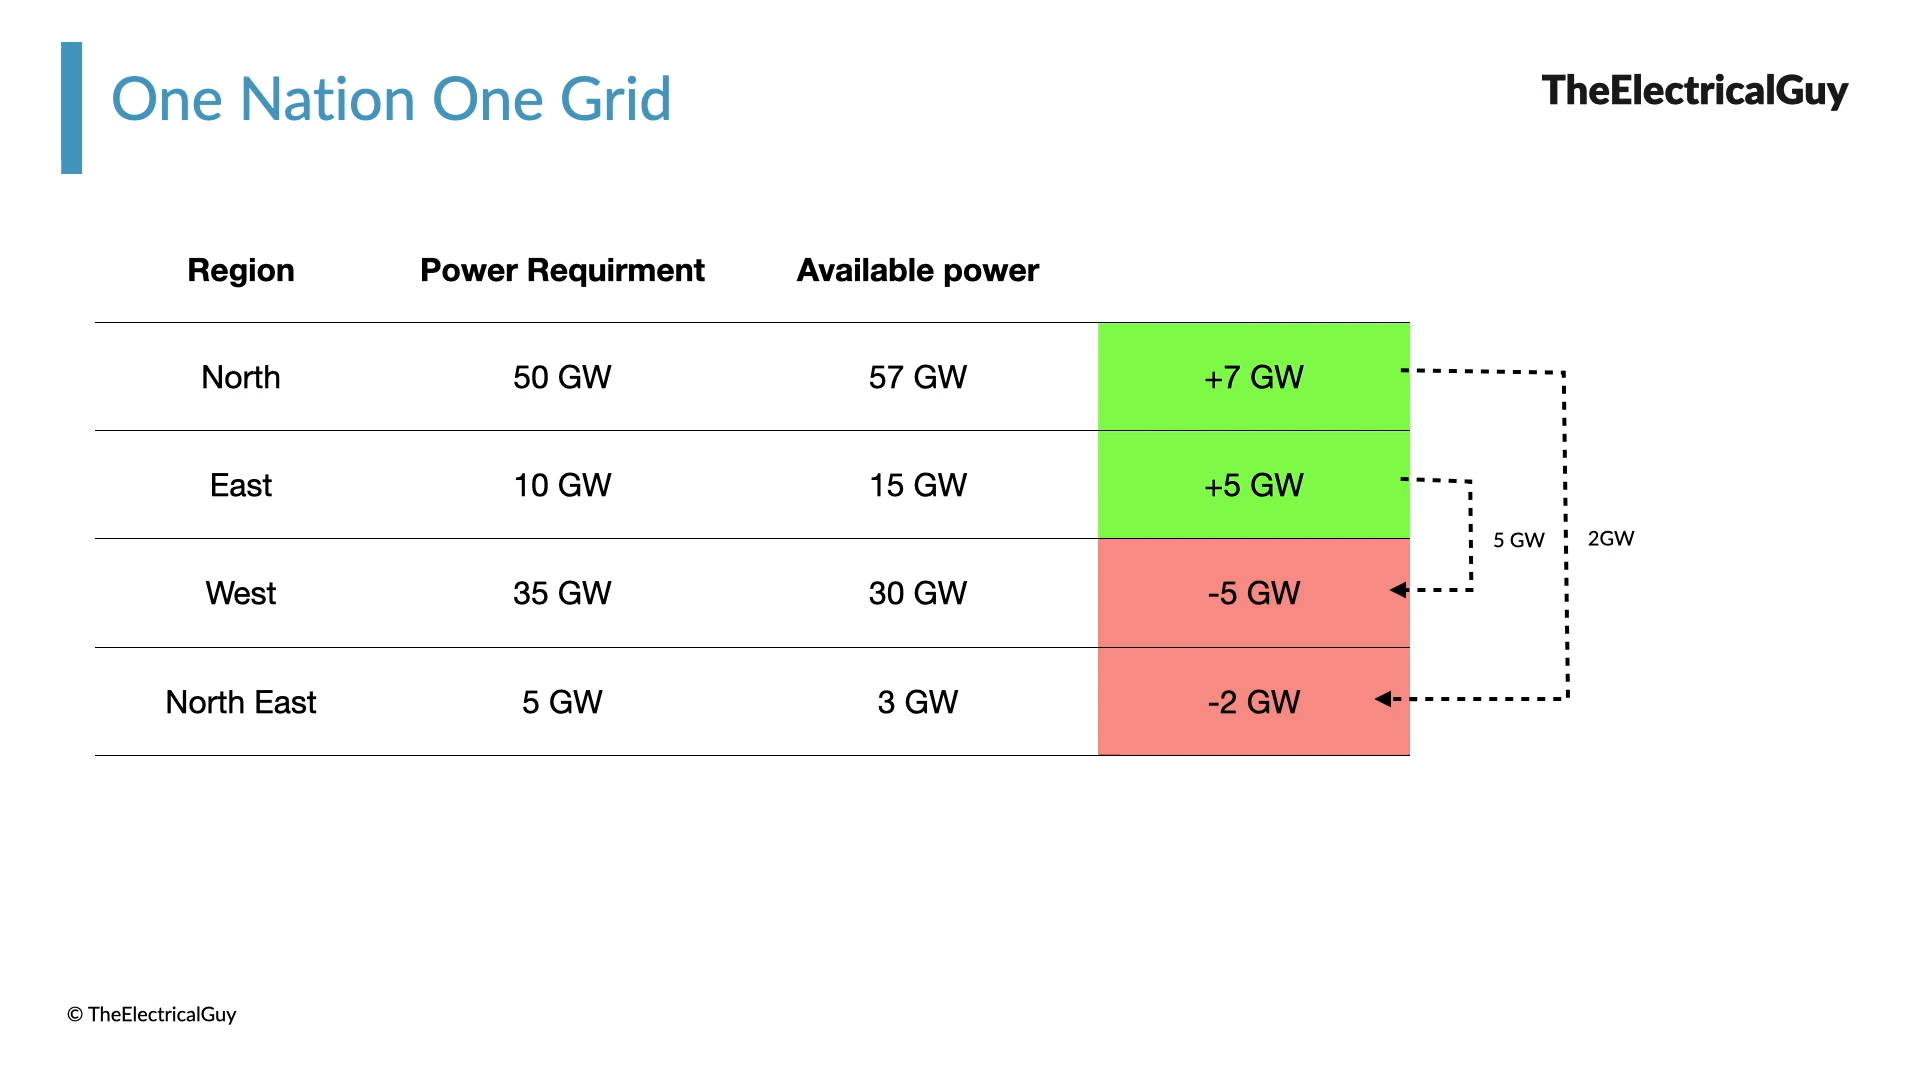 One Nation One Grid
TheElectricalGuy
Region Power Requirment Available power
North 50 GW 57 GW +7 GW
East 10 GW 15 GW +5 GW
5 GW 2GW
West 35 GW 30 GW -5 GW
North East 5 GW 3 GW -2 GW
© TheElectricalGuy